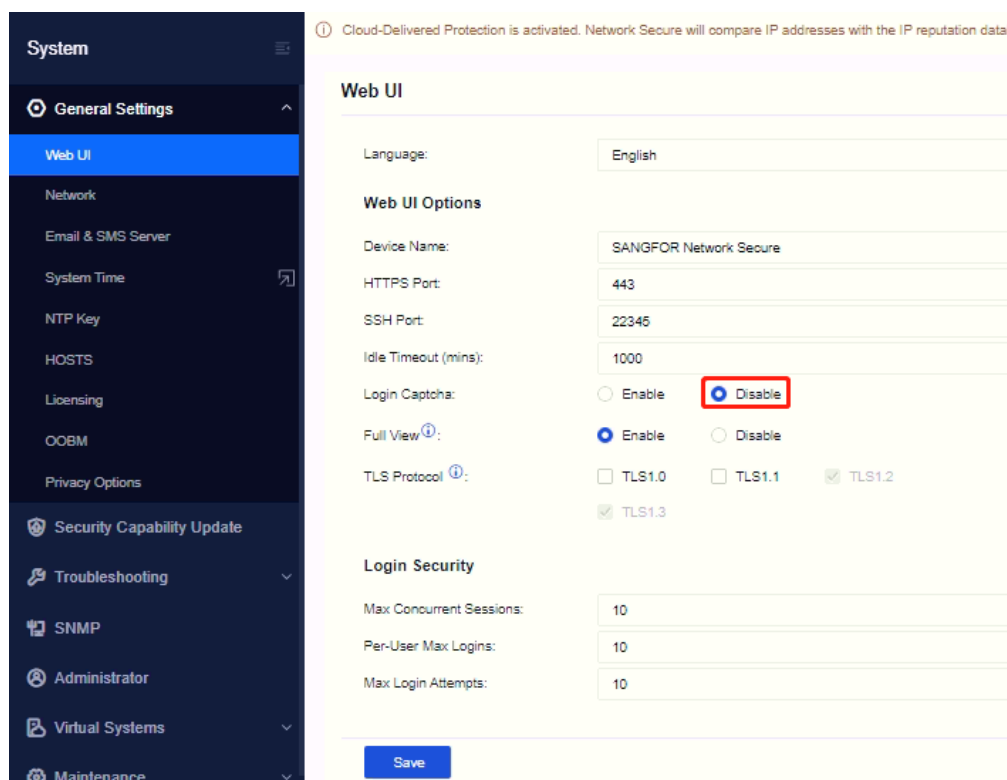 System
Cloud-Delivered Protection is activated. Network Secure will compare IP addresses with the IP reputation data
General Settings
Web UI
Network
Email & SMS Server
System Time
NTP Key
HOSTS
Licensing
OOBM
Privacy Options
Security Capability Update
Troubleshooting
SNMP
Administrator
Virtual Systems
Maintenance
Web UI
Language: English
Web UI Options
Device Name: SANGFOR Network Secure
HTTPS Port: 443
SSH Port: 22345
Idle Timeout (mins): 1000
Login Captcha: Enable Disable
Full View: Enable Disable
TLS Protocol: TLS1.0 TLS1.1 TLS1.2
TLS1.3
Login Security
Max Concurrent Sessions: 10
Per-User Max Logins: 10
Max Login Attempts: 10
Save